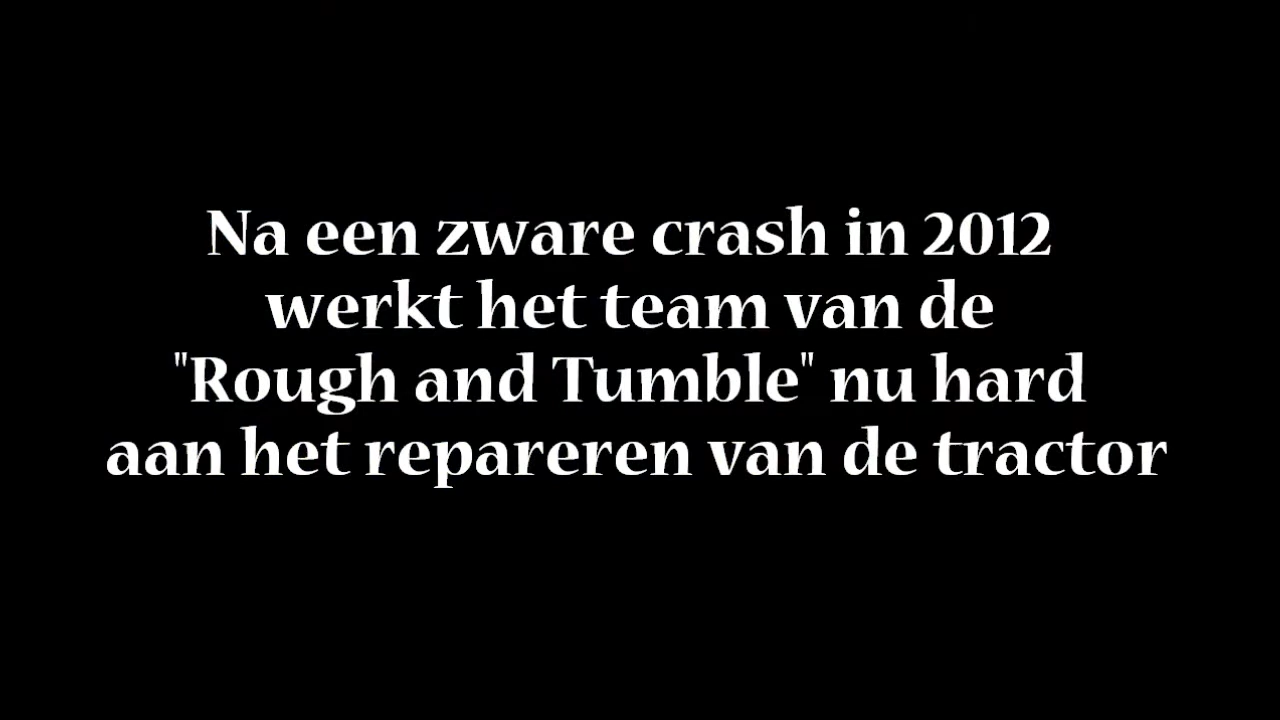 Na een zware crash in 2012
werkt het team van de
"Rough and Tumble" nu hard
aan het repareren van de tractor